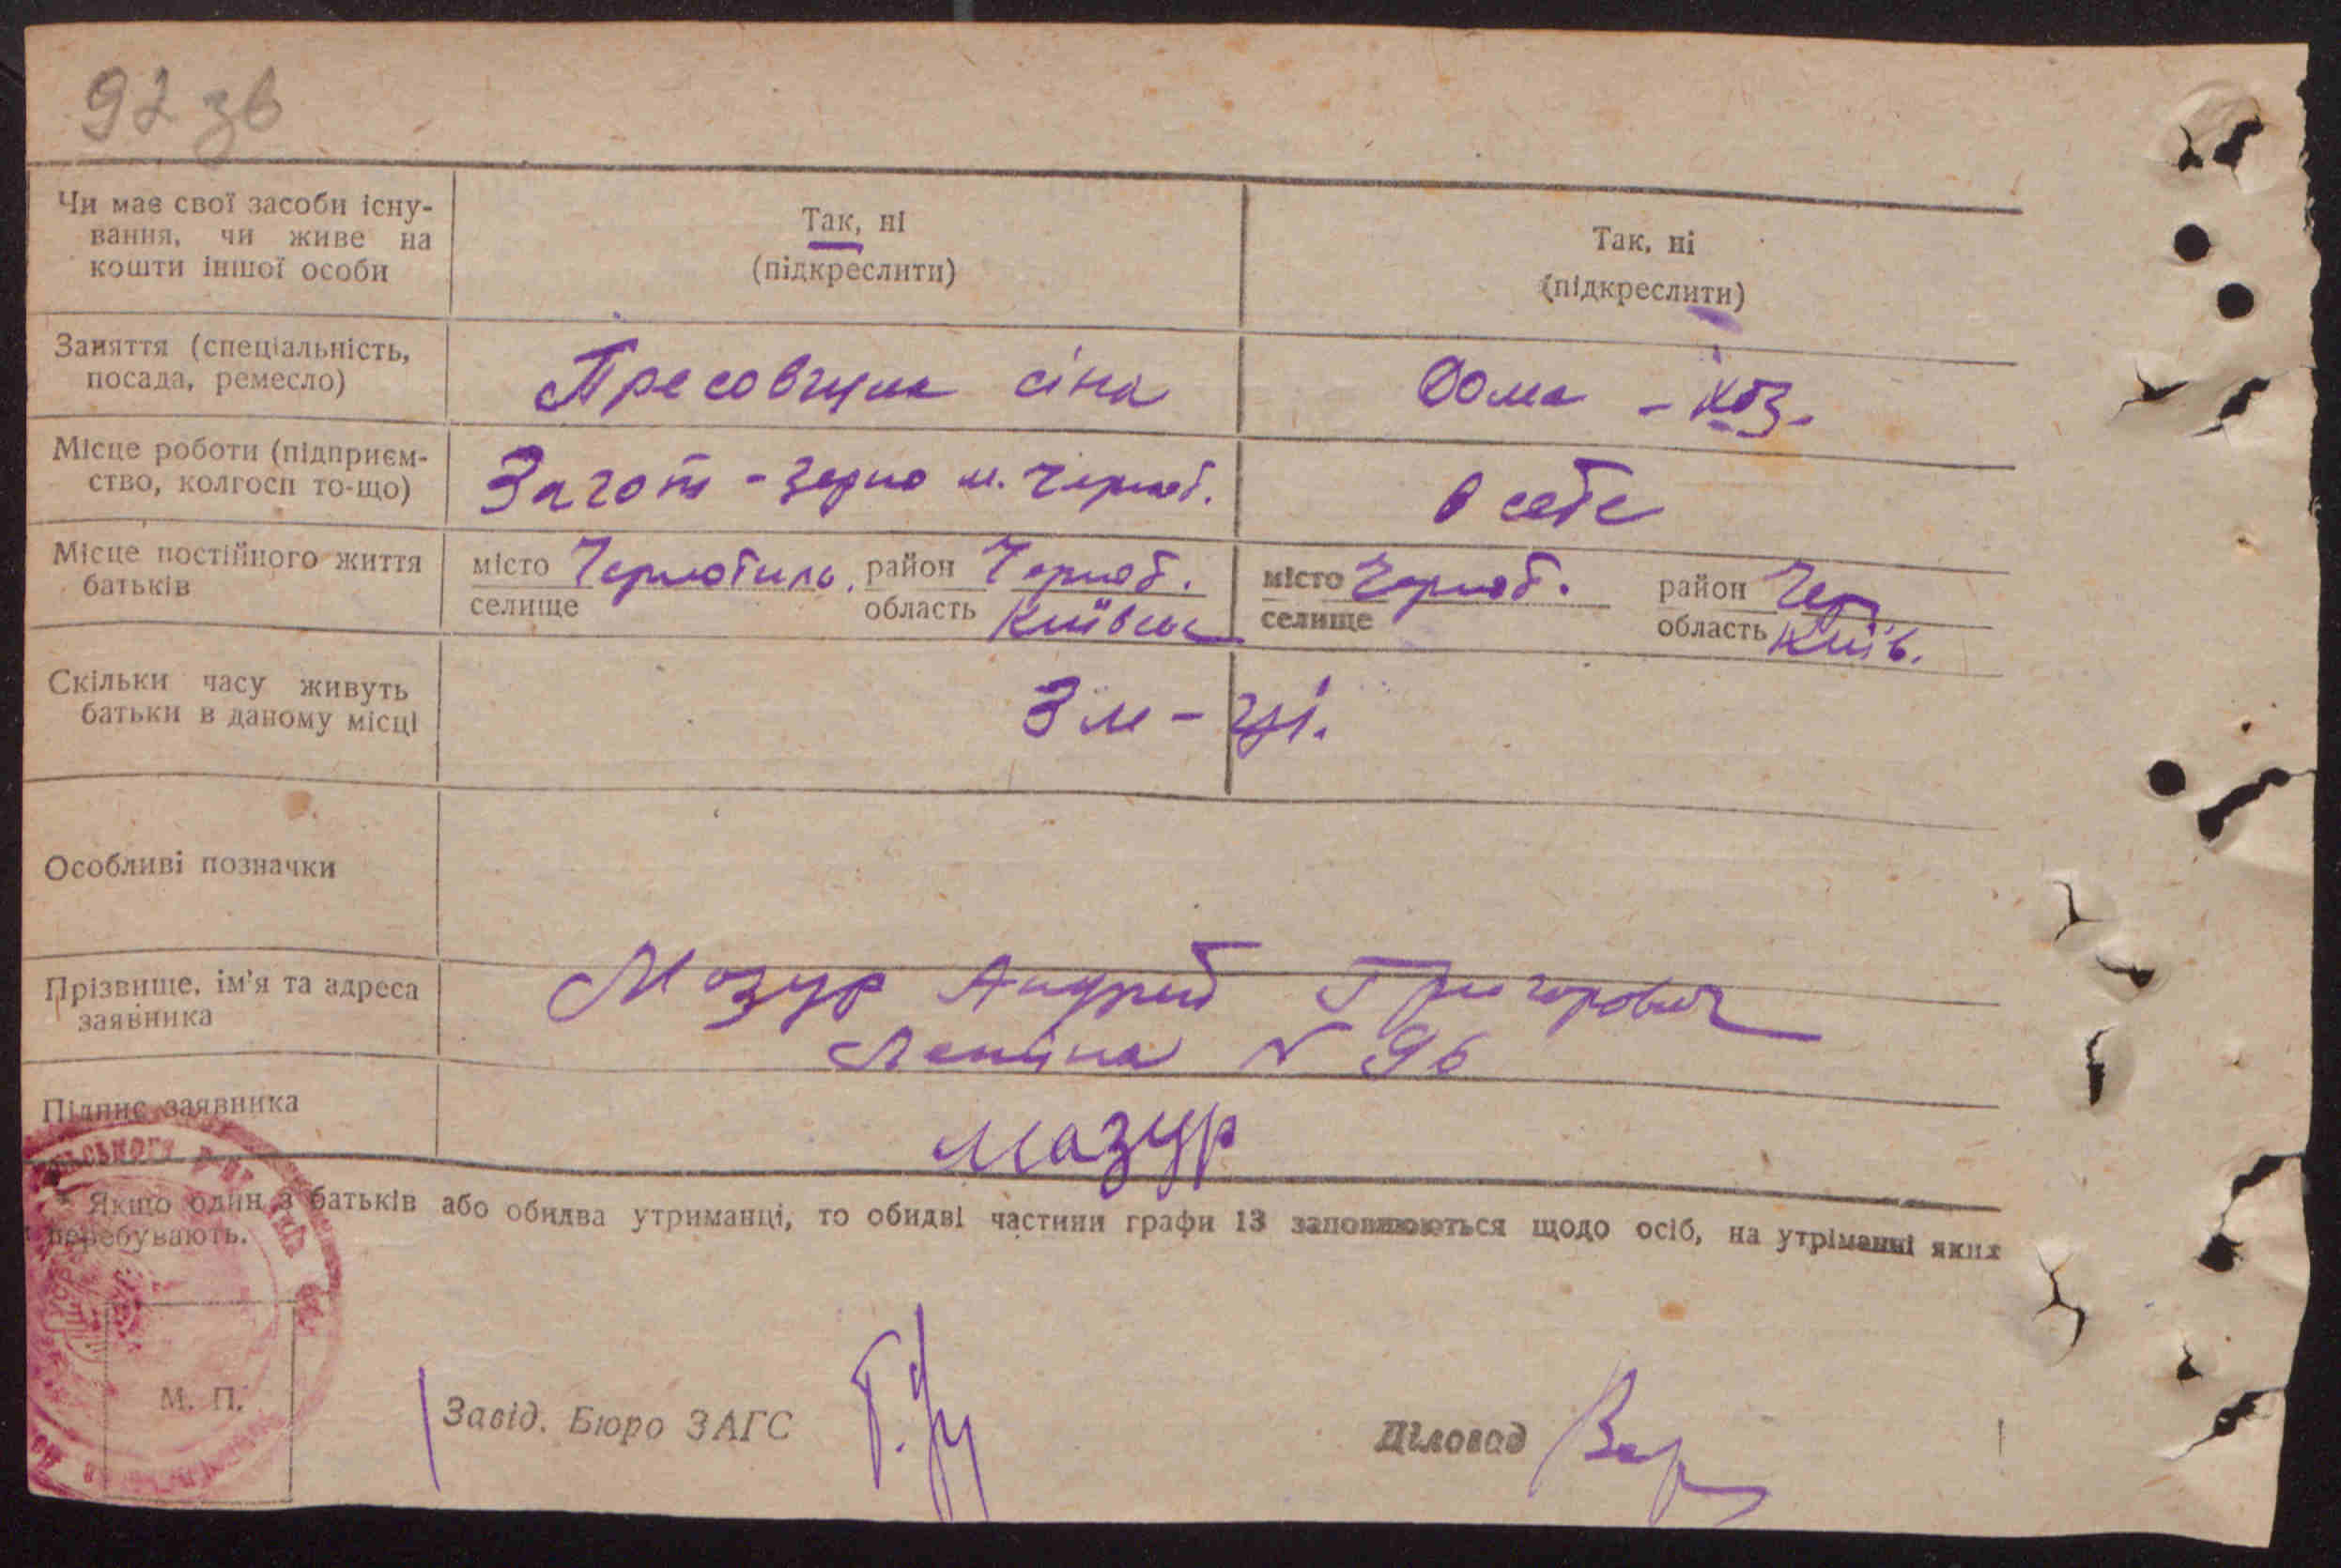 92 зв
Чи має свої засоби існу-
вання, чи живе на
кошти іншої особи
Так, ні
(підкреслити)
Так, ні
(підкреслити)
Заняття (спеціальність,
посада, ремесло)
Пресовщик сіна
Дома - хоз.
Місце роботи (підприєм-
ство, колгосп то-що)
Загот - зерно м. Чорноб.
в себе
Місце постійного життя
батьків
місто Чорнобиль. район Чорноб.
селище область Київськ
місто Чорноб. район Чер
селище область Київ.
Скільки часу живуть
батьки в даному місці
3 м - ці.
Особливі позначки
Прізвище, ім'я та адреса
заявника
Мазур Андрей Григорович
Леніна N 96
Підпис заявника
Мазур
* Якщо один з батьків або обидва утриманці, то обидві частини графи 13 заповнюються щодо осіб, на утріманні яких
перебувають.
М. П.
Завід. Бюро ЗАГС
Діловод